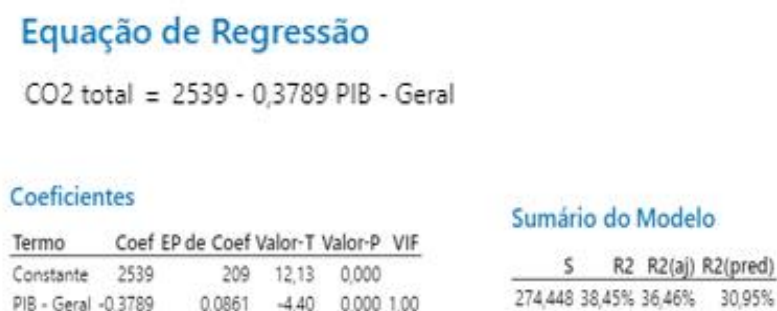 Equação de Regressão
CO2 total = 2539 - 0,3789 PIB - Geral
Coeficientes
Termo Coef EP de Coef Valor-T Valor-P VIF
Constante 2539 209 12,13 0,000
PIB - Geral -0,3789 0,0861 -4,40 0,000 1,00
Sumário do Modelo
S R2 R2(aj) R2(pred)
274,448 38,45% 36,46% 30,95%